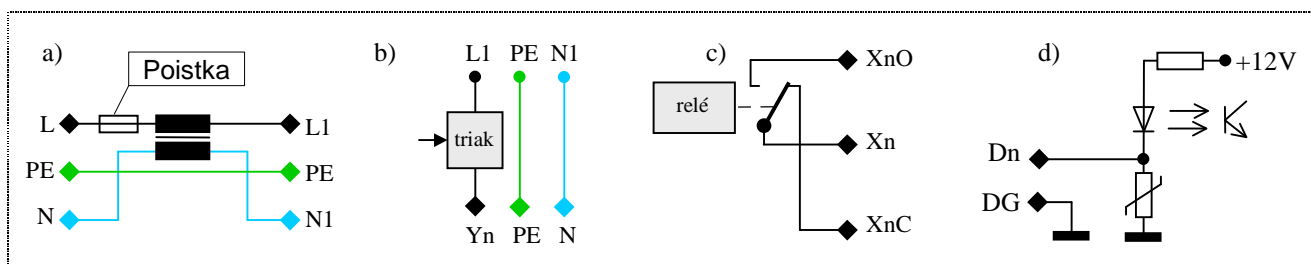 a)
Poistka
L
L1
PE
PE
N
N1
b)
L1 PE N1
triak
Yn PE N
c)
XnO
relé
Xn
XnC
d)
+12V
Dn
DG